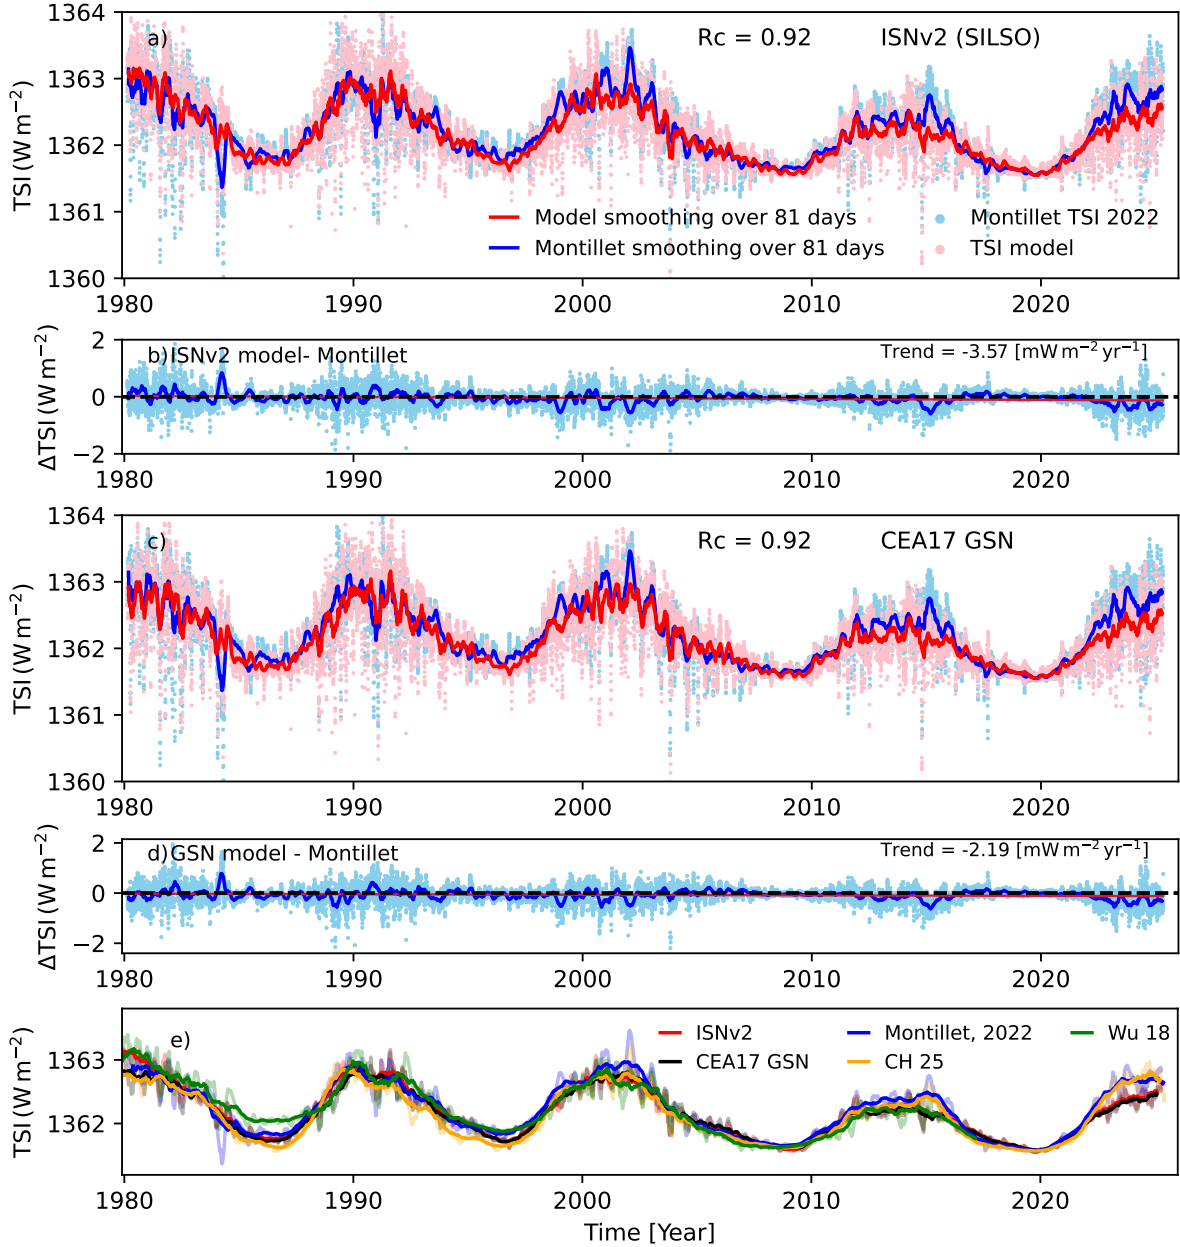 a)
Rc = 0.92
ISNv2 (SILSO)
TSI (W m−2)
1364
1363
1362
1361
1360
Model smoothing over 81 days
Montillet smoothing over 81 days
Montillet TSI 2022
TSI model
1980 1990 2000 2010 2020
b)ISNv2 model- Montillet
Trend = -3.57 [mW m−2 yr−1]
ΔTSI (W m−2)
2
0
−2
1980 1990 2000 2010 2020
c)
Rc = 0.92
CEA17 GSN
TSI (W m−2)
1364
1363
1362
1361
1360
1980 1990 2000 2010 2020
d)GSN model - Montillet
Trend = -2.19 [mW m−2 yr−1]
ΔTSI (W m−2)
2
0
−2
1980 1990 2000 2010 2020
e)
ISNv2
CEA17 GSN
Montillet, 2022
CH 25
Wu 18
TSI (W m−2)
1363
1362
1980 1990 2000 2010 2020
Time [Year]